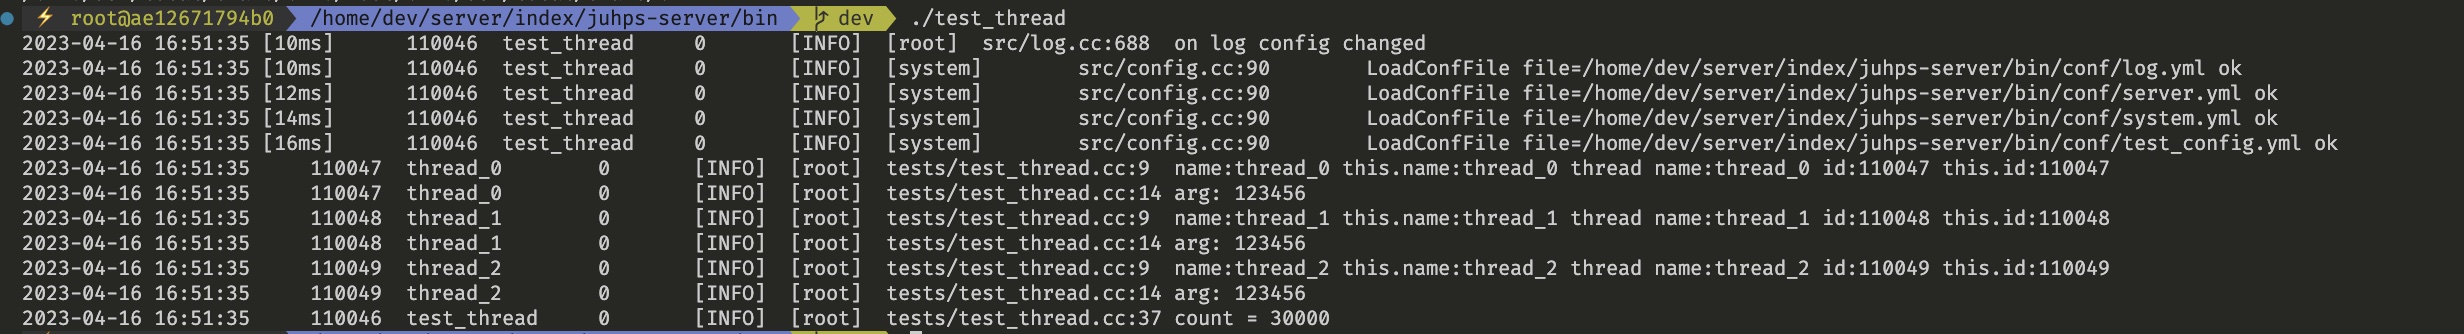 ⚡ root@ae12671794b0 /home/dev/server/index/juhps-server/bin dev ./test_thread
2023-04-16 16:51:35 [10ms] 110046 test_thread 0 [INFO] [root] src/log.cc:688 on log config changed
2023-04-16 16:51:35 [10ms] 110046 test_thread 0 [INFO] [system] src/config.cc:90 LoadConfFile file=/home/dev/server/index/juhps-server/bin/conf/log.yml ok
2023-04-16 16:51:35 [12ms] 110046 test_thread 0 [INFO] [system] src/config.cc:90 LoadConfFile file=/home/dev/server/index/juhps-server/bin/conf/server.yml ok
2023-04-16 16:51:35 [14ms] 110046 test_thread 0 [INFO] [system] src/config.cc:90 LoadConfFile file=/home/dev/server/index/juhps-server/bin/conf/system.yml ok
2023-04-16 16:51:35 [16ms] 110046 test_thread 0 [INFO] [system] src/config.cc:90 LoadConfFile file=/home/dev/server/index/juhps-server/bin/conf/test_config.yml ok
2023-04-16 16:51:35 110047 thread_0 0 [INFO] [root] tests/test_thread.cc:9 name:thread_0 this.name:thread_0 thread name:thread_0 id:110047 this.id:110047
2023-04-16 16:51:35 110047 thread_0 0 [INFO] [root] tests/test_thread.cc:14 arg: 123456
2023-04-16 16:51:35 110048 thread_1 0 [INFO] [root] tests/test_thread.cc:9 name:thread_1 this.name:thread_1 thread name:thread_1 id:110048 this.id:110048
2023-04-16 16:51:35 110048 thread_1 0 [INFO] [root] tests/test_thread.cc:14 arg: 123456
2023-04-16 16:51:35 110049 thread_2 0 [INFO] [root] tests/test_thread.cc:9 name:thread_2 this.name:thread_2 thread name:thread_2 id:110049 this.id:110049
2023-04-16 16:51:35 110049 thread_2 0 [INFO] [root] tests/test_thread.cc:14 arg: 123456
2023-04-16 16:51:35 110046 test_thread 0 [INFO] [root] tests/test_thread.cc:37 count = 30000